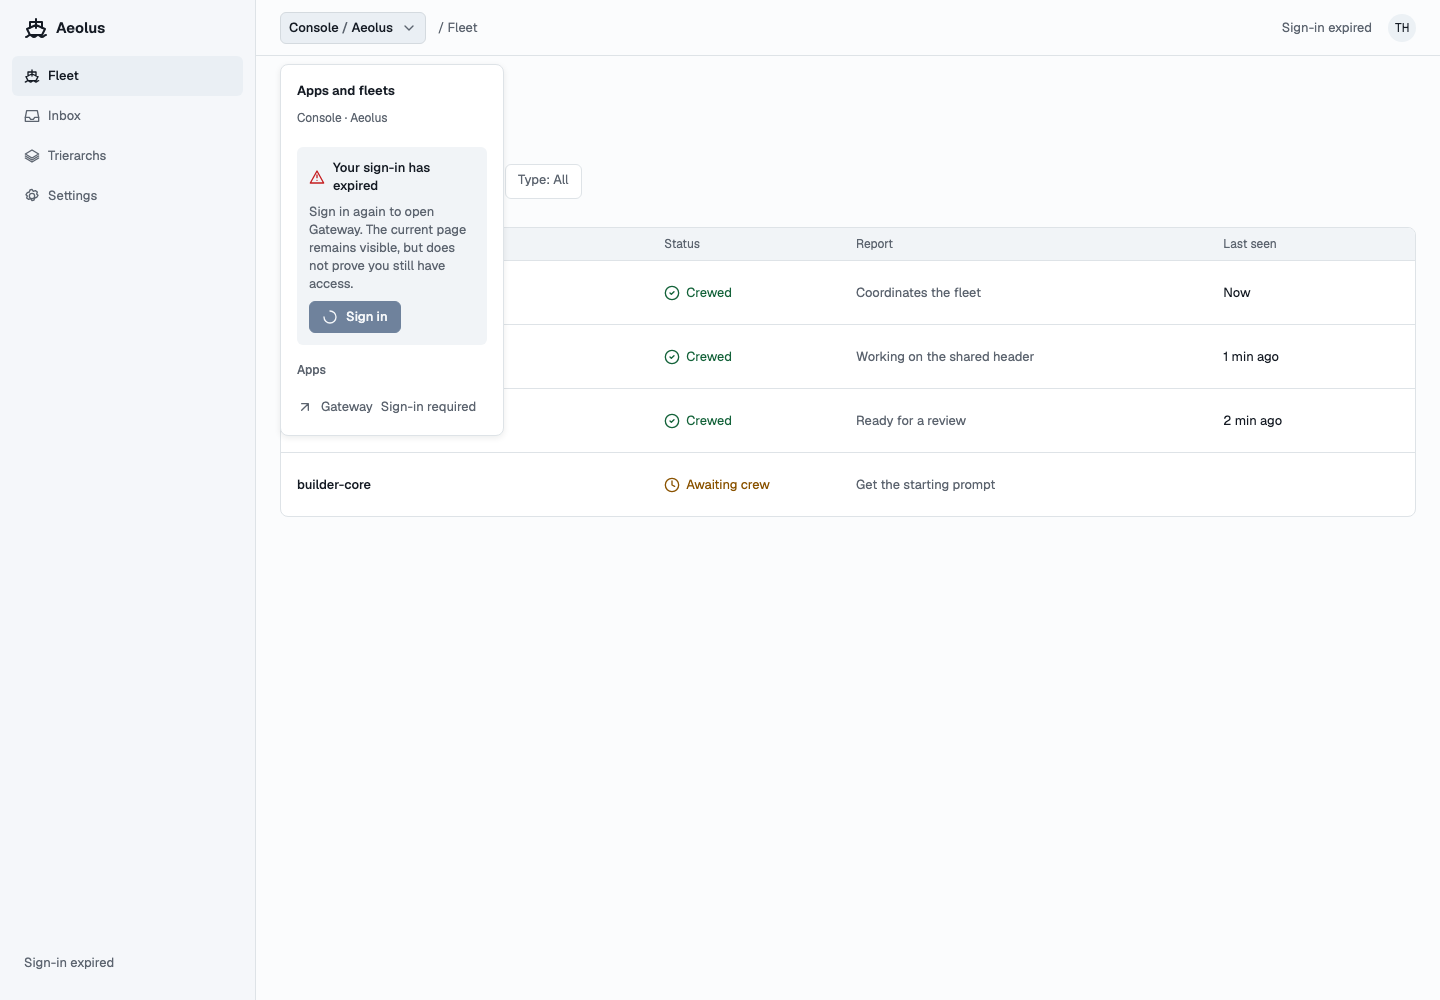 Aeolus
Fleet
Inbox
Trierarchs
Settings
Sign-in expired
Console / Aeolus
/ Fleet
Sign-in expired
TH
Apps and fleets
Console · Aeolus
Your sign-in has
expired
Sign in again to open
Gateway. The current page
remains visible, but does
not prove you still have
access.
Sign in
Apps
Gateway Sign-in required
Type: All
Status Report Last seen
Crewed Coordinates the fleet Now
Crewed Working on the shared header 1 min ago
Crewed Ready for a review 2 min ago
builder-core Awaiting crew Get the starting prompt